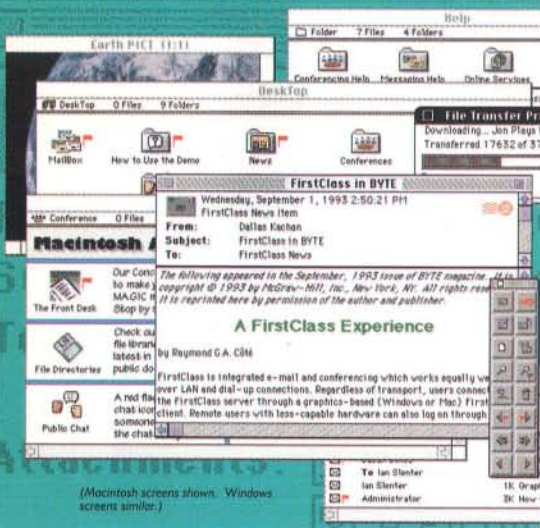 Help
Folder 7 Files 4 Folders
Conferencing Help Messaging Help Online Services
Earth PICT (1:1)
DeskTop
DeskTop 0 Files 9 Folders
MailBox How to Use the Demo News Conferences
File Transfer Pr
Downloading... Jon Plays
Transferred 17632 of 37
Conference 0 Files
Macintosh A
The Front Desk
Our Conc
to make
MAGIC
Stop by
File Directories
Check ou
file librari
latest in
public do
Public Chat
A red fla
chat icon
someone
the chat
FirstClass in BYTE
Wednesday, September 1, 1993 2:50:21 PM
FirstClass News Item
From: Dallas Kachan
Subject: FirstClass in BYTE
To: FirstClass News
The following appeared in the September, 1993 issue of BYTE magazine. It is
copyright © 1993 by McGraw-Hill, Inc., New York, NY. All rights rese
It is reprinted here by permission of the author and publisher.
A FirstClass Experience
by Raymond G.A. Côté
FirstClass is integrated e-mail and conferencing which works equally we
over LAN and dial-up connections. Regardless of transport, users connect
the FirstClass server through a graphics-based (Windows or Mac) First
client. Remote users with less-capable hardware can also log on through
To Ian Slenter
Ian Slenter 1K Grap
Administrator 3K New
Attachments.
(Macintosh screens shown. Windows
screens similar.)